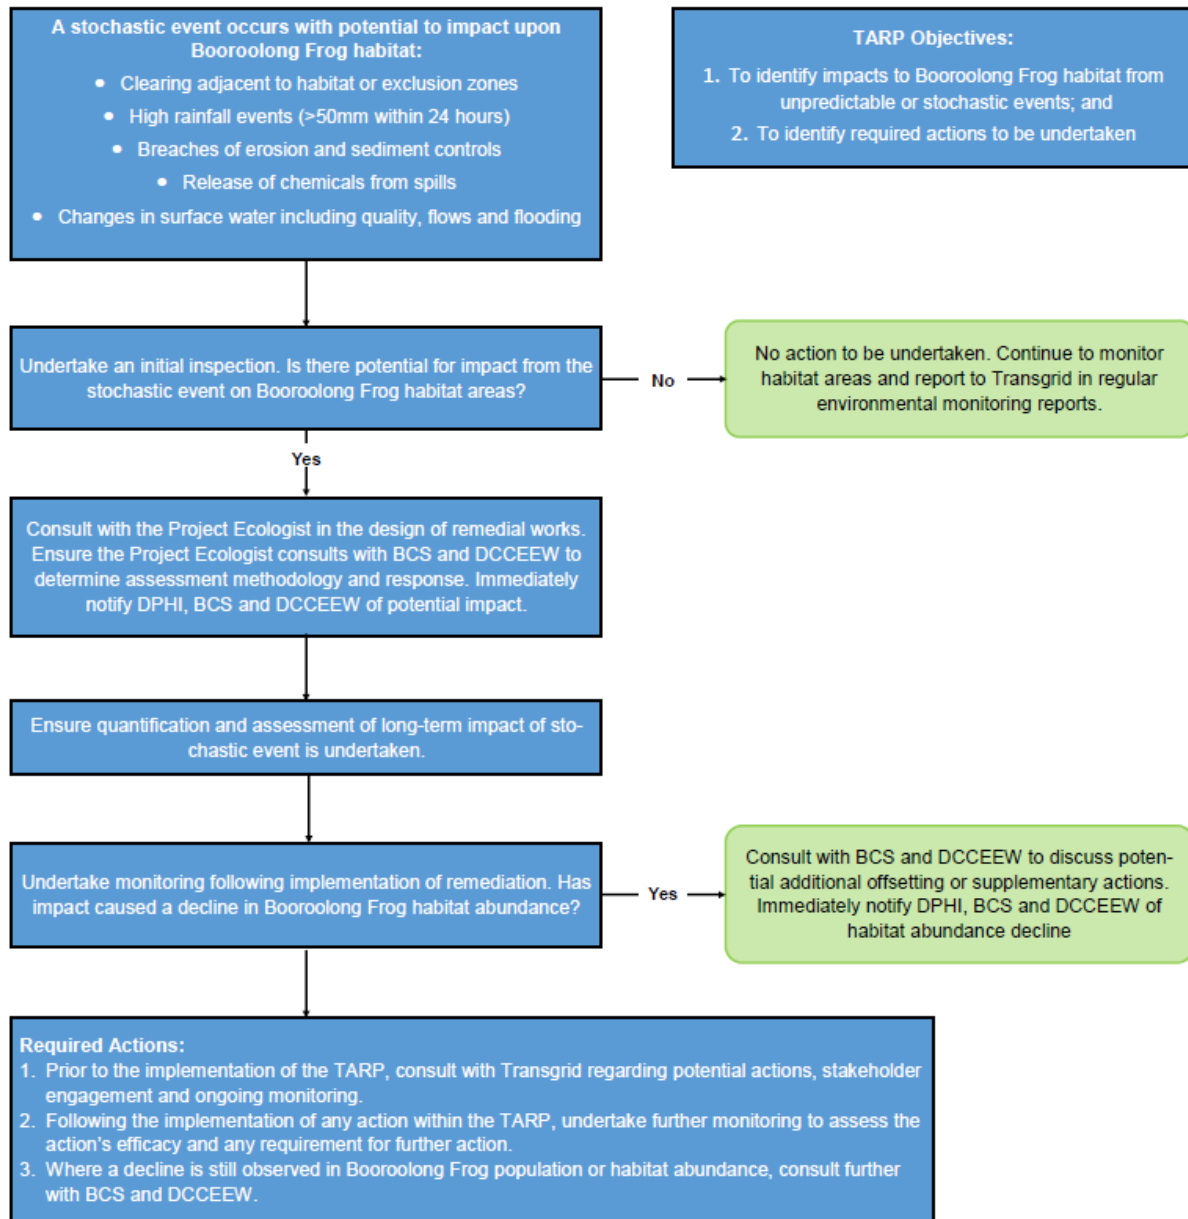 A stochastic event occurs with potential to impact upon
Booroolong Frog habitat:
• Clearing adjacent to habitat or exclusion zones
• High rainfall events (>50mm within 24 hours)
• Breaches of erosion and sediment controls
• Release of chemicals from spills
• Changes in surface water including quality, flows and flooding
TARP Objectives:
1. To identify impacts to Booroolong Frog habitat from
unpredictable or stochastic events; and
2. To identify required actions to be undertaken
Undertake an initial inspection. Is there potential for impact from the
stochastic event on Booroolong Frog habitat areas?
No
No action to be undertaken. Continue to monitor
habitat areas and report to Transgrid in regular
environmental monitoring reports.
Yes
Consult with the Project Ecologist in the design of remedial works.
Ensure the Project Ecologist consults with BCS and DCCEEW to
determine assessment methodology and response. Immediately
notify DPHI, BCS and DCCEEW of potential impact.
Ensure quantification and assessment of long-term impact of sto-
chastic event is undertaken.
Undertake monitoring following implementation of remediation. Has
impact caused a decline in Booroolong Frog habitat abundance?
Yes
Consult with BCS and DCCEEW to discuss poten-
tial additional offsetting or supplementary actions.
Immediately notify DPHI, BCS and DCCEEW of
habitat abundance decline
Required Actions:
1. Prior to the implementation of the TARP, consult with Transgrid regarding potential actions, stakeholder
engagement and ongoing monitoring.
2. Following the implementation of any action within the TARP, undertake further monitoring to assess the
action's efficacy and any requirement for further action.
3. Where a decline is still observed in Booroolong Frog population or habitat abundance, consult further
with BCS and DCCEEW.